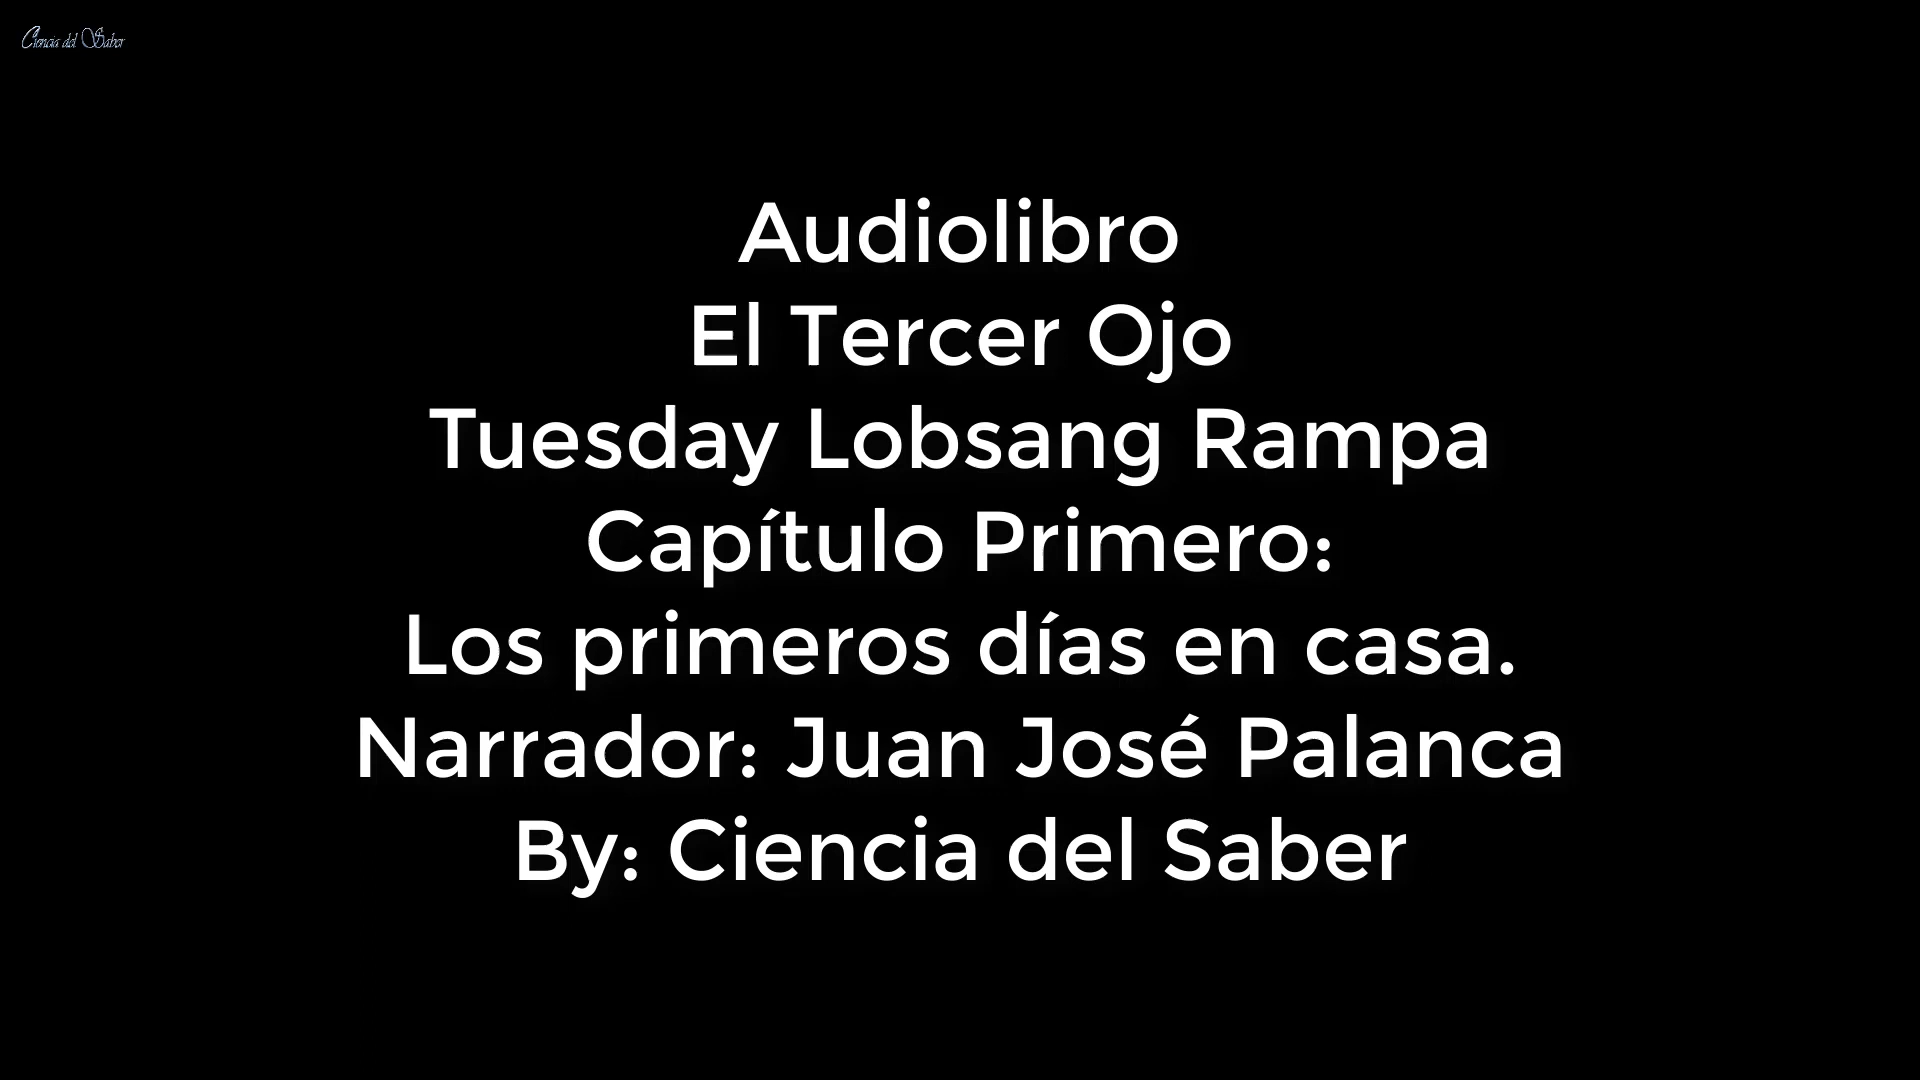 Ciencia del Saber
Audiolibro
El Tercer Ojo
Tuesday Lobsang Rampa
Capítulo Primero:
Los primeros días en casa.
Narrador: Juan José Palanca
By: Ciencia del Saber